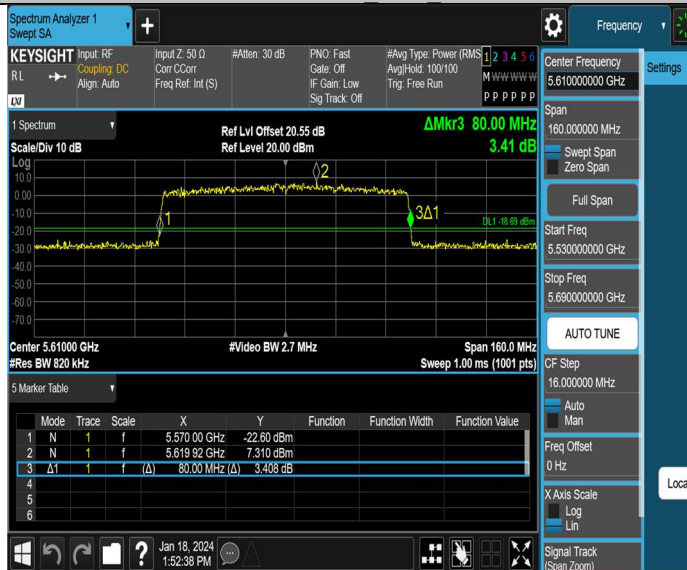 Spectrum Analyzer 1
Swept SA
Frequency
KEYSIGHT
Input: RF
Coupling: DC
Align: Auto
Input Z: 50 Ω
Corr CCorr
Freq Ref: Int (S)
#Atten: 30 dB
PNO: Fast
Gate: Off
IF Gain: Low
Sig Track: Off
#Avg Type: Power (RMS
Avg|Hold: 100/100
Trig: Free Run
1 2 3 4 5 6
M W W W W W
P P P P P P
RL
LXI
1 Spectrum
Scale/Div 10 dB
Ref Lvl Offset 20.55 dB
Ref Level 20.00 dBm
ΔMkr3 80.00 MHz
3.41 dB
Log
10.0
0.00
-10.0
-20.0
-30.0
-40.0
-50.0
-60.0
-70.0
1
2
3Δ1
DL1 -18.69 dBm
Center 5.61000 GHz
#Res BW 820 kHz
#Video BW 2.7 MHz
Span 160.0 MHz
Sweep 1.00 ms (1001 pts)
5 Marker Table
Mode Trace Scale X Y Function Function Width Function Value
1 N 1 f 5.570 00 GHz -22.60 dBm
2 N 1 f 5.619 92 GHz 7.310 dBm
3 Δ1 1 f (Δ) 80.00 MHz (Δ) 3.408 dB
4
5
6
?
Jan 18, 2024
1:52:38 PM
Center Frequency
5.610000000 GHz
Span
160.000000 MHz
Swept Span
Zero Span
Full Span
Start Freq
5.530000000 GHz
Stop Freq
5.690000000 GHz
AUTO TUNE
CF Step
16.000000 MHz
Auto
Man
Freq Offset
0 Hz
X Axis Scale
Log
Lin
Signal Track
(Span Zoom)
Settings
Loca